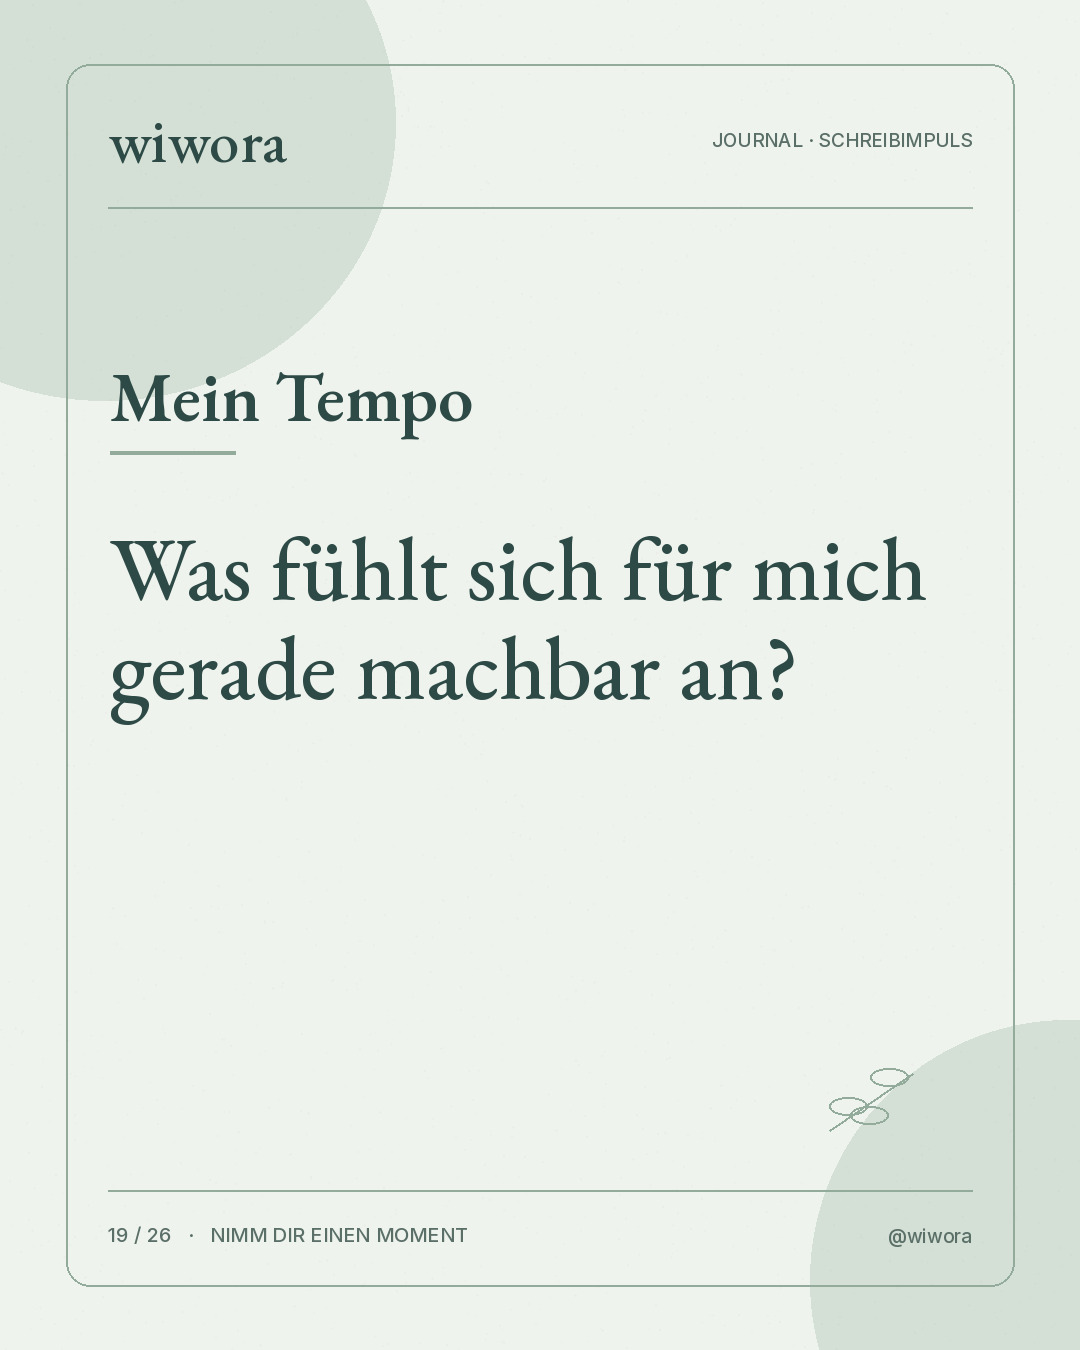 wiwora
JOURNAL · SCHREIBIMPULS
Mein Tempo
Was fühlt sich für mich
gerade machbar an?
19 / 26 · NIMM DIR EINEN MOMENT
@wiwora